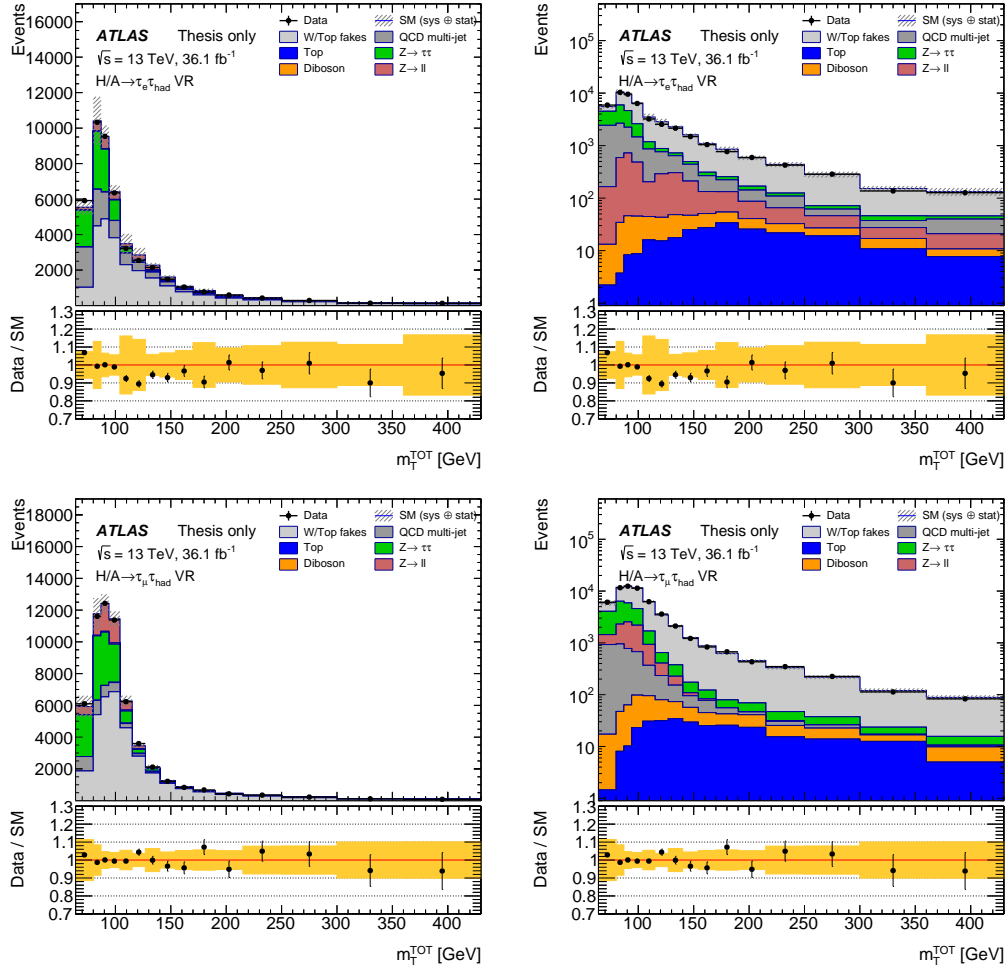 Events
16000
14000
12000
10000
8000
6000
4000
2000
ATLAS Thesis only
√s = 13 TeV, 36.1 fb⁻¹
H/A→τ_eτ_had VR
Data
SM (sys ⊕ stat)
W/Top fakes
QCD multi-jet
Top
Z→ ττ
Diboson
Z→ ll
Data / SM
1.3
1.2
1.1
1
0.9
0.8
0.7
100 150 200 250 300 350 400
m_T^TOT [GeV]
Events
10⁵
10⁴
10³
10²
10
1
ATLAS Thesis only
√s = 13 TeV, 36.1 fb⁻¹
H/A→τ_eτ_had VR
Data
SM (sys ⊕ stat)
W/Top fakes
QCD multi-jet
Top
Z→ ττ
Diboson
Z→ ll
Data / SM
1.3
1.2
1.1
1
0.9
0.8
0.7
100 150 200 250 300 350 400
m_T^TOT [GeV]
Events
18000
16000
14000
12000
10000
8000
6000
4000
2000
ATLAS Thesis only
√s = 13 TeV, 36.1 fb⁻¹
H/A→τ_μτ_had VR
Data
SM (sys ⊕ stat)
W/Top fakes
QCD multi-jet
Top
Z→ ττ
Diboson
Z→ ll
Data / SM
1.3
1.2
1.1
1
0.9
0.8
0.7
100 150 200 250 300 350 400
m_T^TOT [GeV]
Events
10⁵
10⁴
10³
10²
10
1
ATLAS Thesis only
√s = 13 TeV, 36.1 fb⁻¹
H/A→τ_μτ_had VR
Data
SM (sys ⊕ stat)
W/Top fakes
QCD multi-jet
Top
Z→ ττ
Diboson
Z→ ll
Data / SM
1.3
1.2
1.1
1
0.9
0.8
0.7
100 150 200 250 300 350 400
m_T^TOT [GeV]